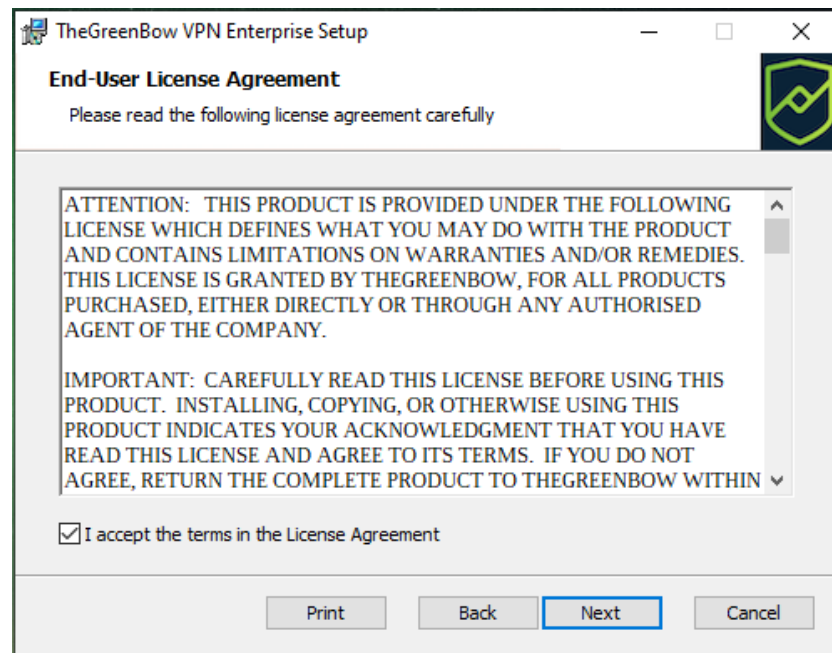 TheGreenBow VPN Enterprise Setup
End-User License Agreement
Please read the following license agreement carefully
ATTENTION:   THIS PRODUCT IS PROVIDED UNDER THE FOLLOWING
LICENSE WHICH DEFINES WHAT YOU MAY DO WITH THE PRODUCT
AND CONTAINS LIMITATIONS ON WARRANTIES AND/OR REMEDIES.
THIS LICENSE IS GRANTED BY THEGREENBOW, FOR ALL PRODUCTS
PURCHASED, EITHER DIRECTLY OR THROUGH ANY AUTHORISED
AGENT OF THE COMPANY.
IMPORTANT:  CAREFULLY READ THIS LICENSE BEFORE USING THIS
PRODUCT.  INSTALLING, COPYING, OR OTHERWISE USING THIS
PRODUCT INDICATES YOUR ACKNOWLEDGMENT THAT YOU HAVE
READ THIS LICENSE AND AGREE TO ITS TERMS.  IF YOU DO NOT
AGREE, RETURN THE COMPLETE PRODUCT TO THEGREENBOW WITHIN
I accept the terms in the License Agreement
Print Back Next Cancel